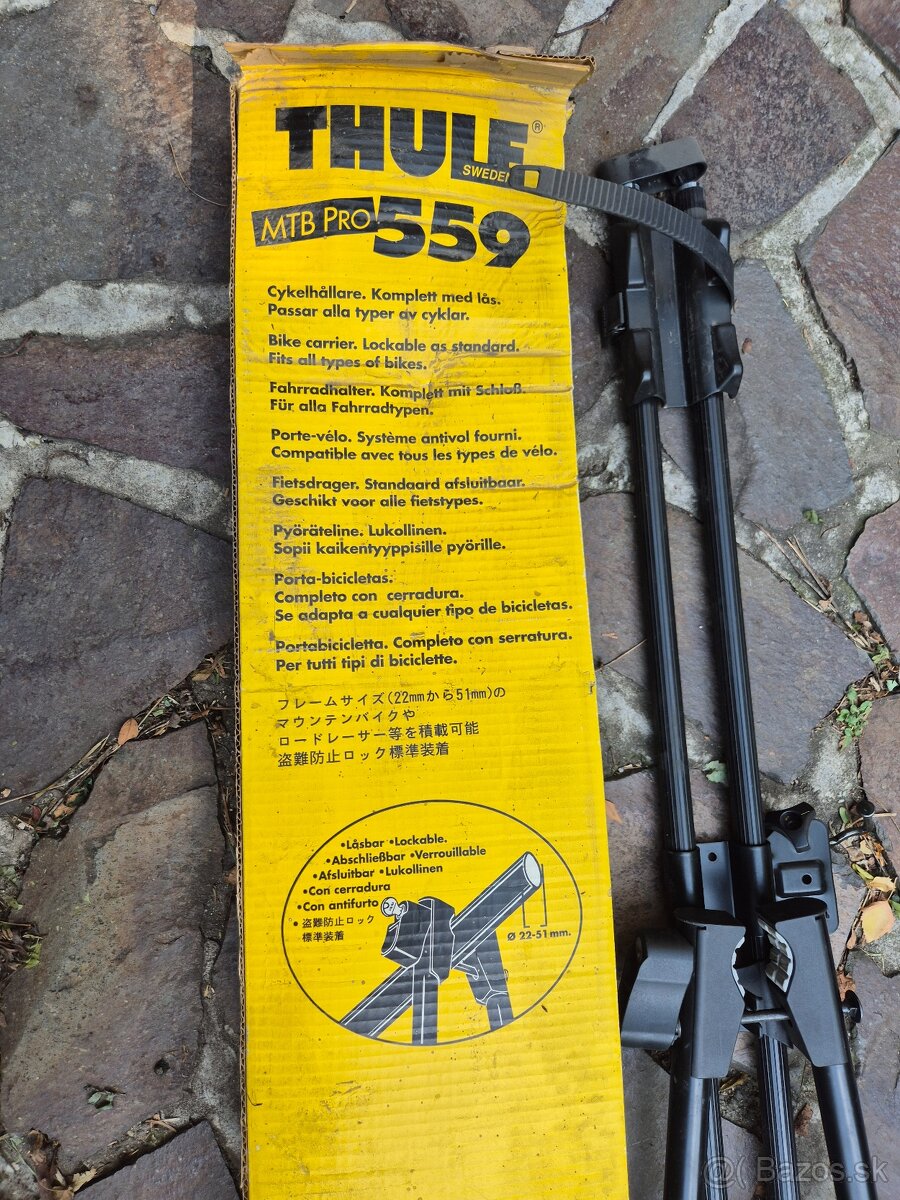 THULE®
SWEDEN
MTB PRO 559
Cykelhållare. Komplett med lås.
Passar alla typer av cyklar.
Bike carrier. Lockable as standard.
Fits all types of bikes.
Fahrradhalter. Komplett mit Schloß.
Für alla Fahrradtypen.
Porte-vélo. Système antivol fourni.
Compatible avec tous les types de vélo.
Fietsdrager. Standaard afsluitbaar.
Geschikt voor alle fietstypes.
Pyöräteline. Lukollinen.
Sopii kaikentyyppisille pyörille.
Porta-bicicletas.
Completo con cerradura.
Se adapta a cualquier tipo de bicicletas.
Portabicicletta. Completo con serratura.
Per tutti tipi di biciclette.
フレームサイズ(22mmから51mm)の
マウンテンバイクや
ロードレーサー等を積載可能
盗難防止ロック標準装着
•Låsbar •Lockable.
•Abschließbar •Verrouillable
•Afsluitbar •Lukollinen
•Con cerradura
•Con antifurto
• 盗難防止ロック
標準装着
Ø 22-51 mm.
@ Bazos.sk